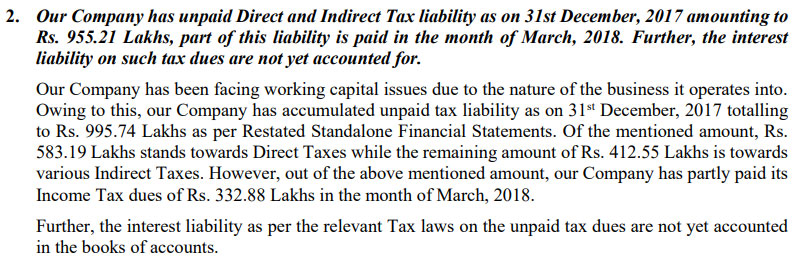 2. Our Company has unpaid Direct and Indirect Tax liability as on 31st December, 2017 amounting to
Rs. 955.21 Lakhs, part of this liability is paid in the month of March, 2018. Further, the interest
liability on such tax dues are not yet accounted for.
Our Company has been facing working capital issues due to the nature of the business it operates into.
Owing to this, our Company has accumulated unpaid tax liability as on 31st December, 2017 totalling
to Rs. 995.74 Lakhs as per Restated Standalone Financial Statements. Of the mentioned amount, Rs.
583.19 Lakhs stands towards Direct Taxes while the remaining amount of Rs. 412.55 Lakhs is towards
various Indirect Taxes. However, out of the above mentioned amount, our Company has partly paid its
Income Tax dues of Rs. 332.88 Lakhs in the month of March, 2018.
Further, the interest liability as per the relevant Tax laws on the unpaid tax dues are not yet accounted
in the books of accounts.